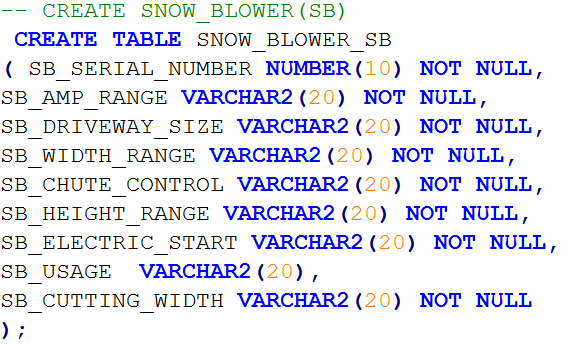 -- CREATE SNOW_BLOWER(SB)
CREATE TABLE SNOW_BLOWER_SB
( SB_SERIAL_NUMBER NUMBER(10) NOT NULL,
SB_AMP_RANGE VARCHAR2(20) NOT NULL,
SB_DRIVEWAY_SIZE VARCHAR2(20) NOT NULL,
SB_WIDTH_RANGE VARCHAR2(20) NOT NULL,
SB_CHUTE_CONTROL VARCHAR2(20) NOT NULL,
SB_HEIGHT_RANGE VARCHAR2(20) NOT NULL,
SB_ELECTRIC_START VARCHAR2(20) NOT NULL,
SB_USAGE  VARCHAR2(20),
SB_CUTTING_WIDTH VARCHAR2(20) NOT NULL
);